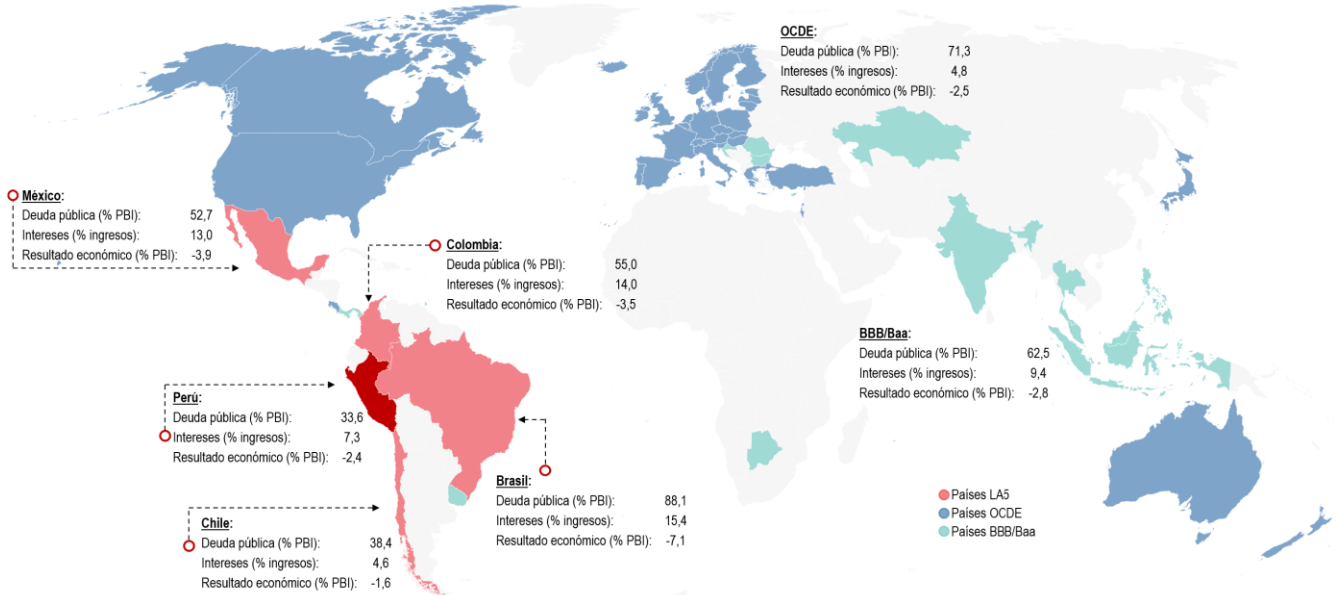 OCDE:
Deuda pública (% PBI): 71,3
Intereses (% ingresos): 4,8
Resultado económico (% PBI): -2,5
México:
Deuda pública (% PBI): 52,7
Intereses (% ingresos): 13,0
Resultado económico (% PBI): -3,9
Colombia:
Deuda pública (% PBI): 55,0
Intereses (% ingresos): 14,0
Resultado económico (% PBI): -3,5
BBB/Baa:
Deuda pública (% PBI): 62,5
Intereses (% ingresos): 9,4
Resultado económico (% PBI): -2,8
Perú:
Deuda pública (% PBI): 33,6
Intereses (% ingresos): 7,3
Resultado económico (% PBI): -2,4
Brasil:
Deuda pública (% PBI): 88,1
Intereses (% ingresos): 15,4
Resultado económico (% PBI): -7,1
Chile:
Deuda pública (% PBI): 38,4
Intereses (% ingresos): 4,6
Resultado económico (% PBI): -1,6
Países LA5
Países OCDE
Países BBB/Baa